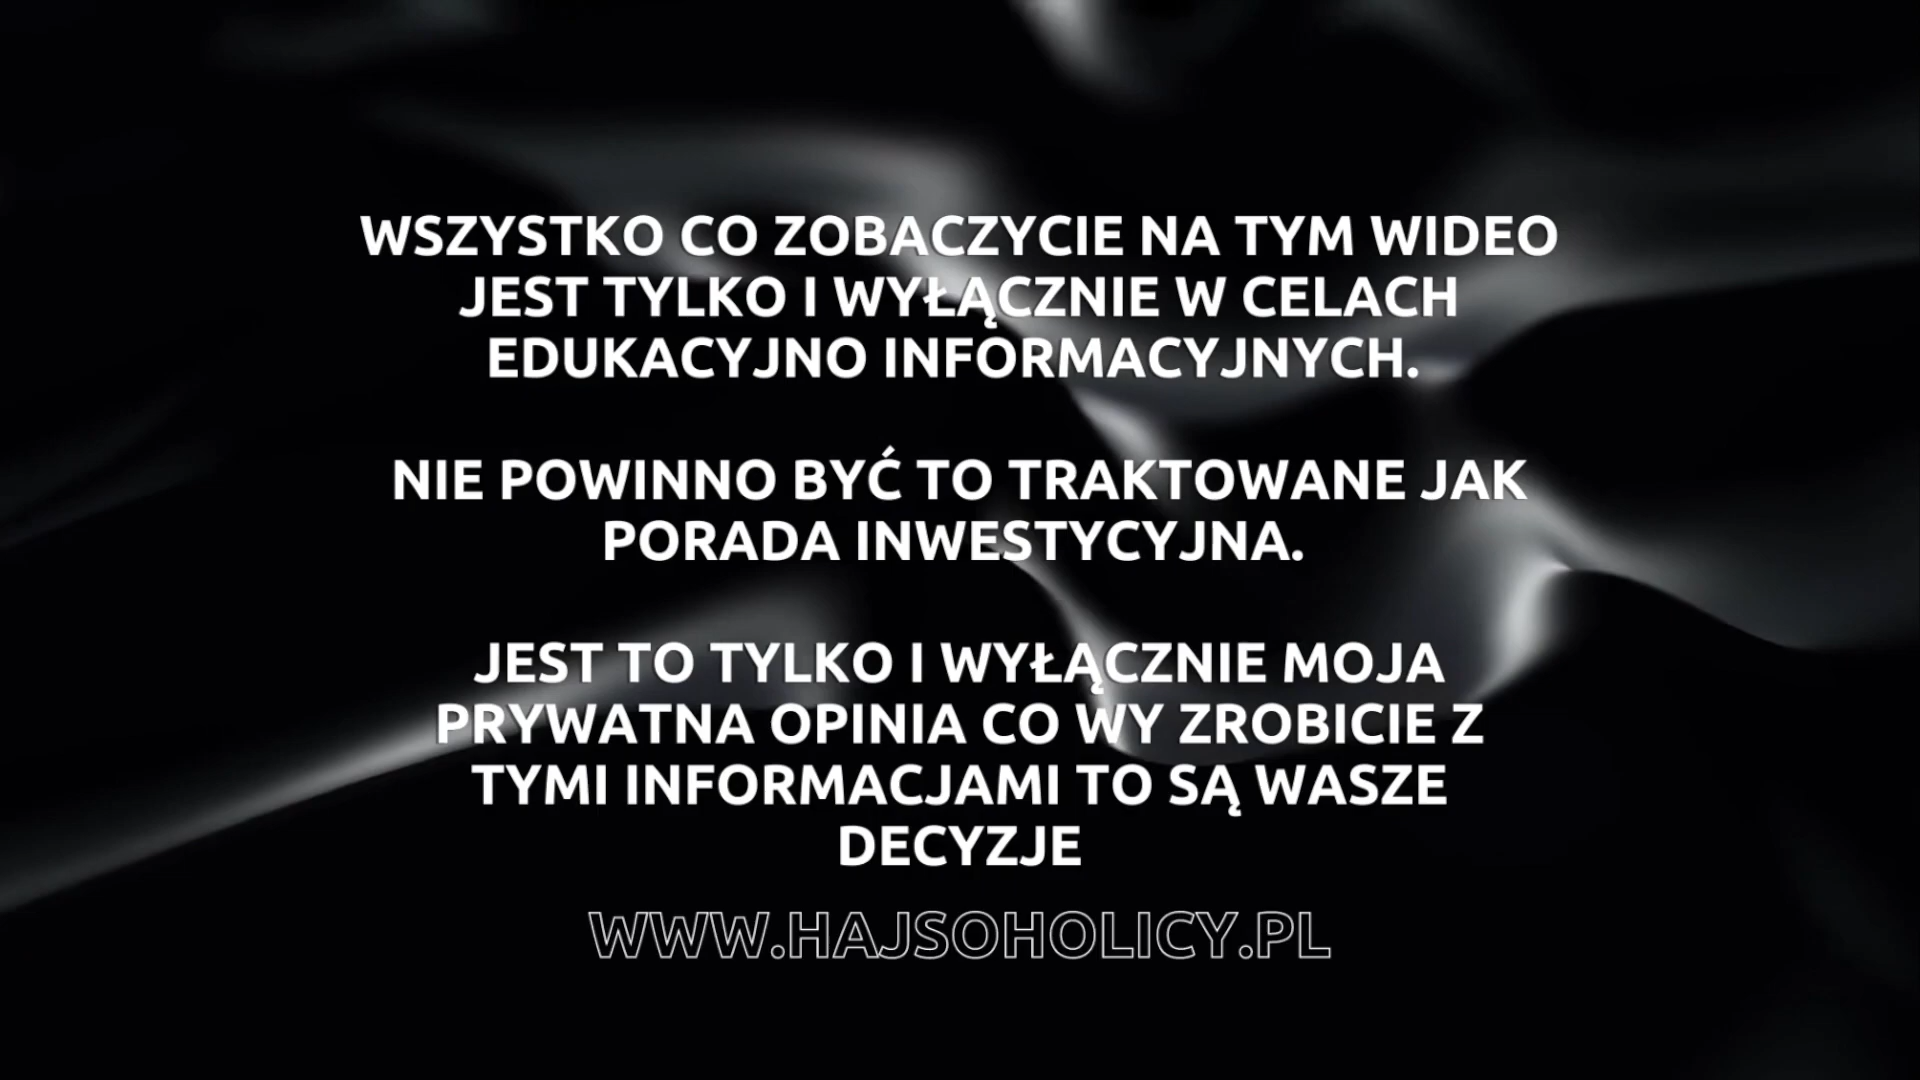 WSZYSTKO CO ZOBACZYCIE NA TYM WIDEO
JEST TYLKO I WYŁĄCZNIE W CELACH
EDUKACYJNO INFORMACYJNYCH.
NIE POWINNO BYĆ TO TRAKTOWANE JAK
PORADA INWESTYCYJNA.
JEST TO TYLKO I WYŁĄCZNIE MOJA
PRYWATNA OPINIA CO WY ZROBICIE Z
TYMI INFORMACJAMI TO SĄ WASZE
DECYZJE
WWW.HAJSOHOLICY.PL